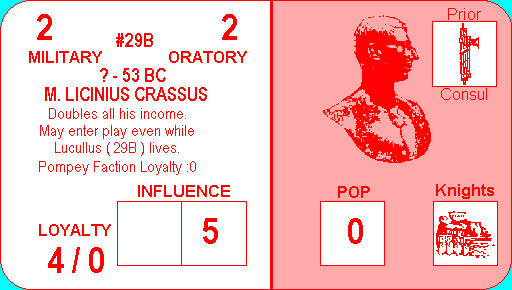 2 #29B 2
MILITARY ORATORY
? - 53 BC
M. LICINIUS CRASSUS
Doubles all his income.
May enter play even while
Lucullus ( 29B ) lives.
Pompey Faction Loyalty :0
INFLUENCE
LOYALTY 5
4 / 0
Prior
Consul
POP Knights
0